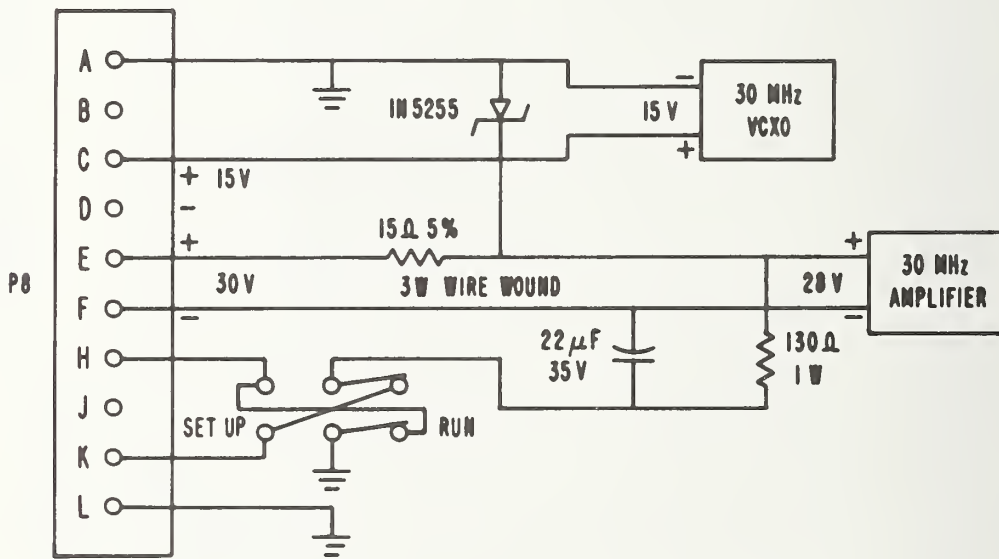 A
B
C
D
E
F
H
J
K
L
P8
+
15V
-
+
30V
-
1N5255
15Ω 5%
3W WIRE WOUND
-
15V
+
30 MHz
VCXO
+
28V
-
30 MHz
AMPLIFIER
22µF
35V
130Ω
1W
SET UP
RUN